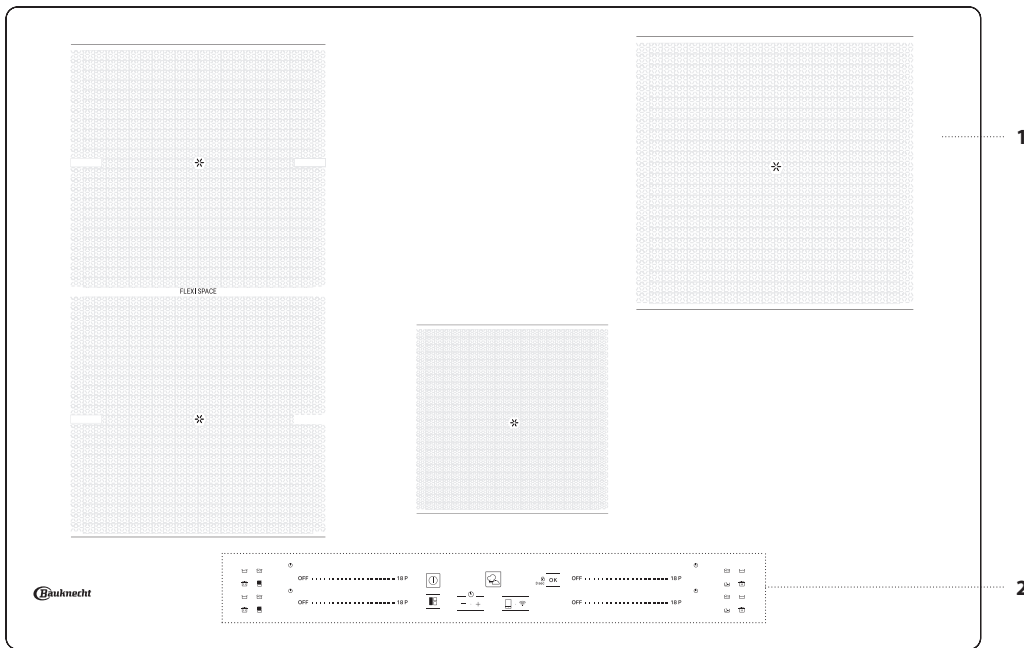 1
FLEXI SPACE
OFF 18 P
OFF 18 P
OK
OFF 18 P
OFF 18 P
− +
Bauknecht
2